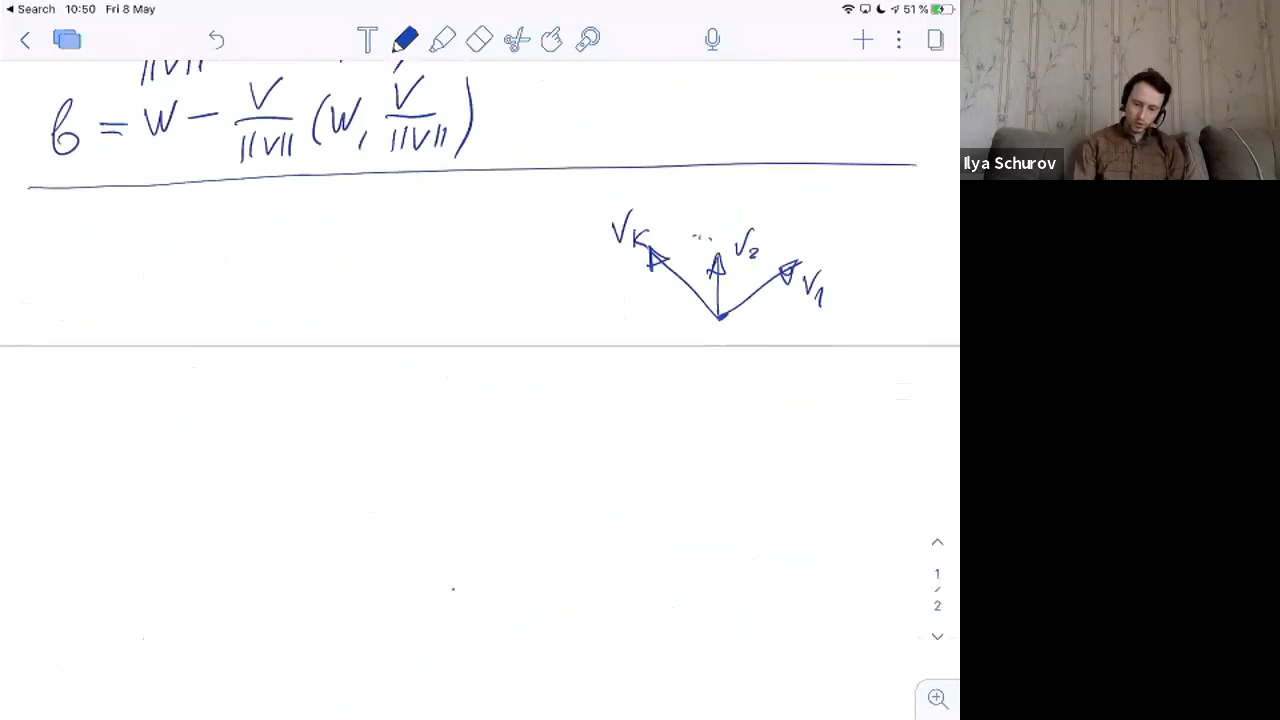 Search 10:50 Fri 8 May 51 %
T
||V||
b = W - V/||V|| (W, V/||V||)
V_K ... V_2
V_1
Ilya Schurov
1
/
2